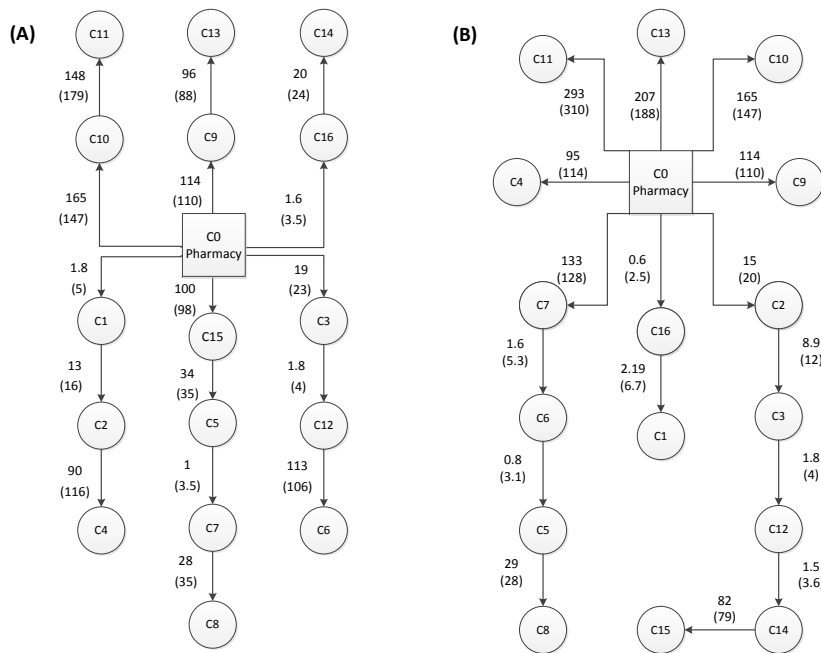 (A)
C11
C13
C14
148
(179)
96
(88)
20
(24)
C10
C9
C16
165
(147)
114
(110)
1.6
(3.5)
C0
Pharmacy
1.8
(5)
100
(98)
19
(23)
C1
C15
C3
13
(16)
34
(35)
1.8
(4)
C2
C5
C12
90
(116)
1
(3.5)
113
(106)
C4
C7
C6
28
(35)
C8
(B)
C11
C13
C10
293
(310)
207
(188)
165
(147)
C4
95
(114)
C0
Pharmacy
114
(110)
C9
133
(128)
0.6
(2.5)
15
(20)
C7
C16
C2
1.6
(5.3)
2.19
(6.7)
8.9
(12)
C6
C1
C3
0.8
(3.1)
1.8
(4)
C5
C12
29
(28)
1.5
(3.6)
C8
C15
82
(79)
C14